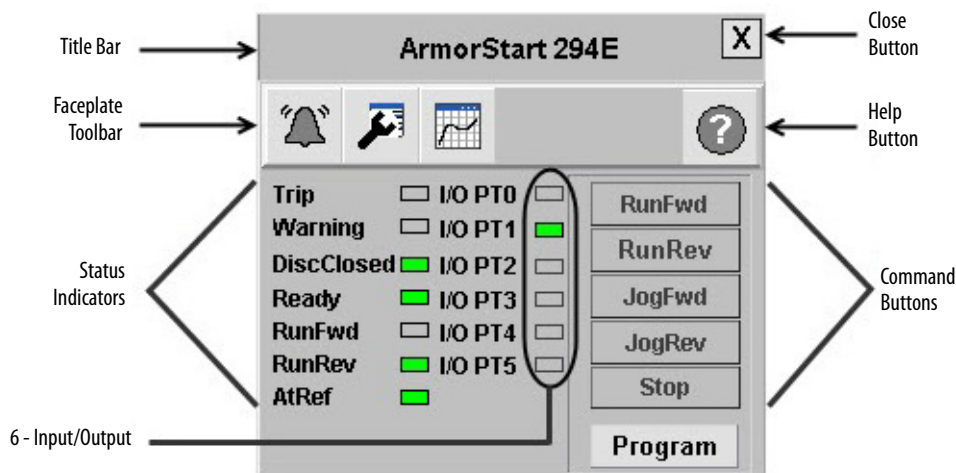 Title Bar
ArmorStart 294E
X
Close
Button
Faceplate
Toolbar
?
Help
Button
Status
Indicators
Trip
Warning
DiscClosed
Ready
RunFwd
RunRev
AtRef
I/O PT0
I/O PT1
I/O PT2
I/O PT3
I/O PT4
I/O PT5
RunFwd
RunRev
JogFwd
JogRev
Stop
Program
Command
Buttons
6 - Input/Output